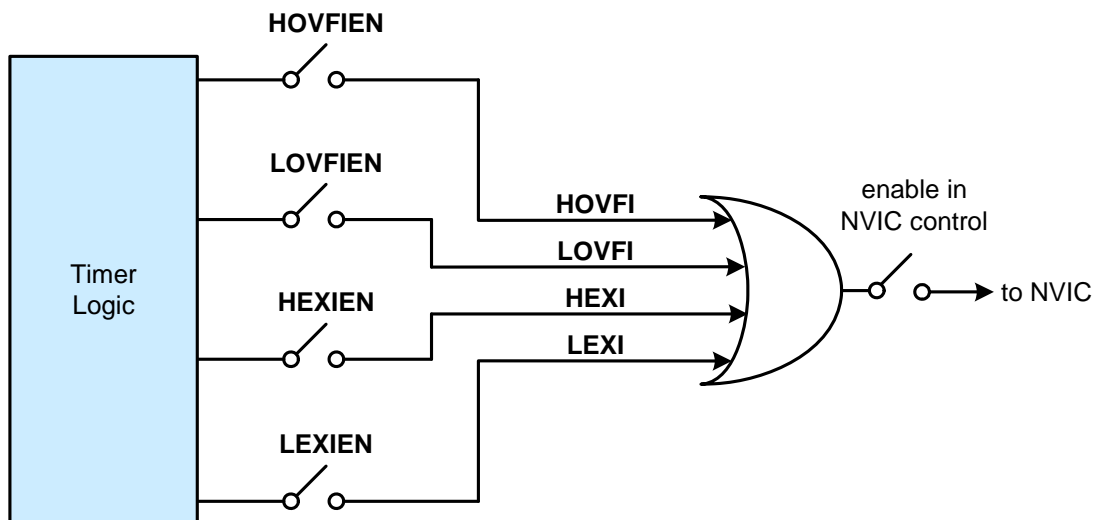 HOVFIEN
LOVFIEN
HEXIEN
LEXIEN
Timer
Logic
HOVFI
LOVFI
HEXI
LEXI
enable in
NVIC control
to NVIC